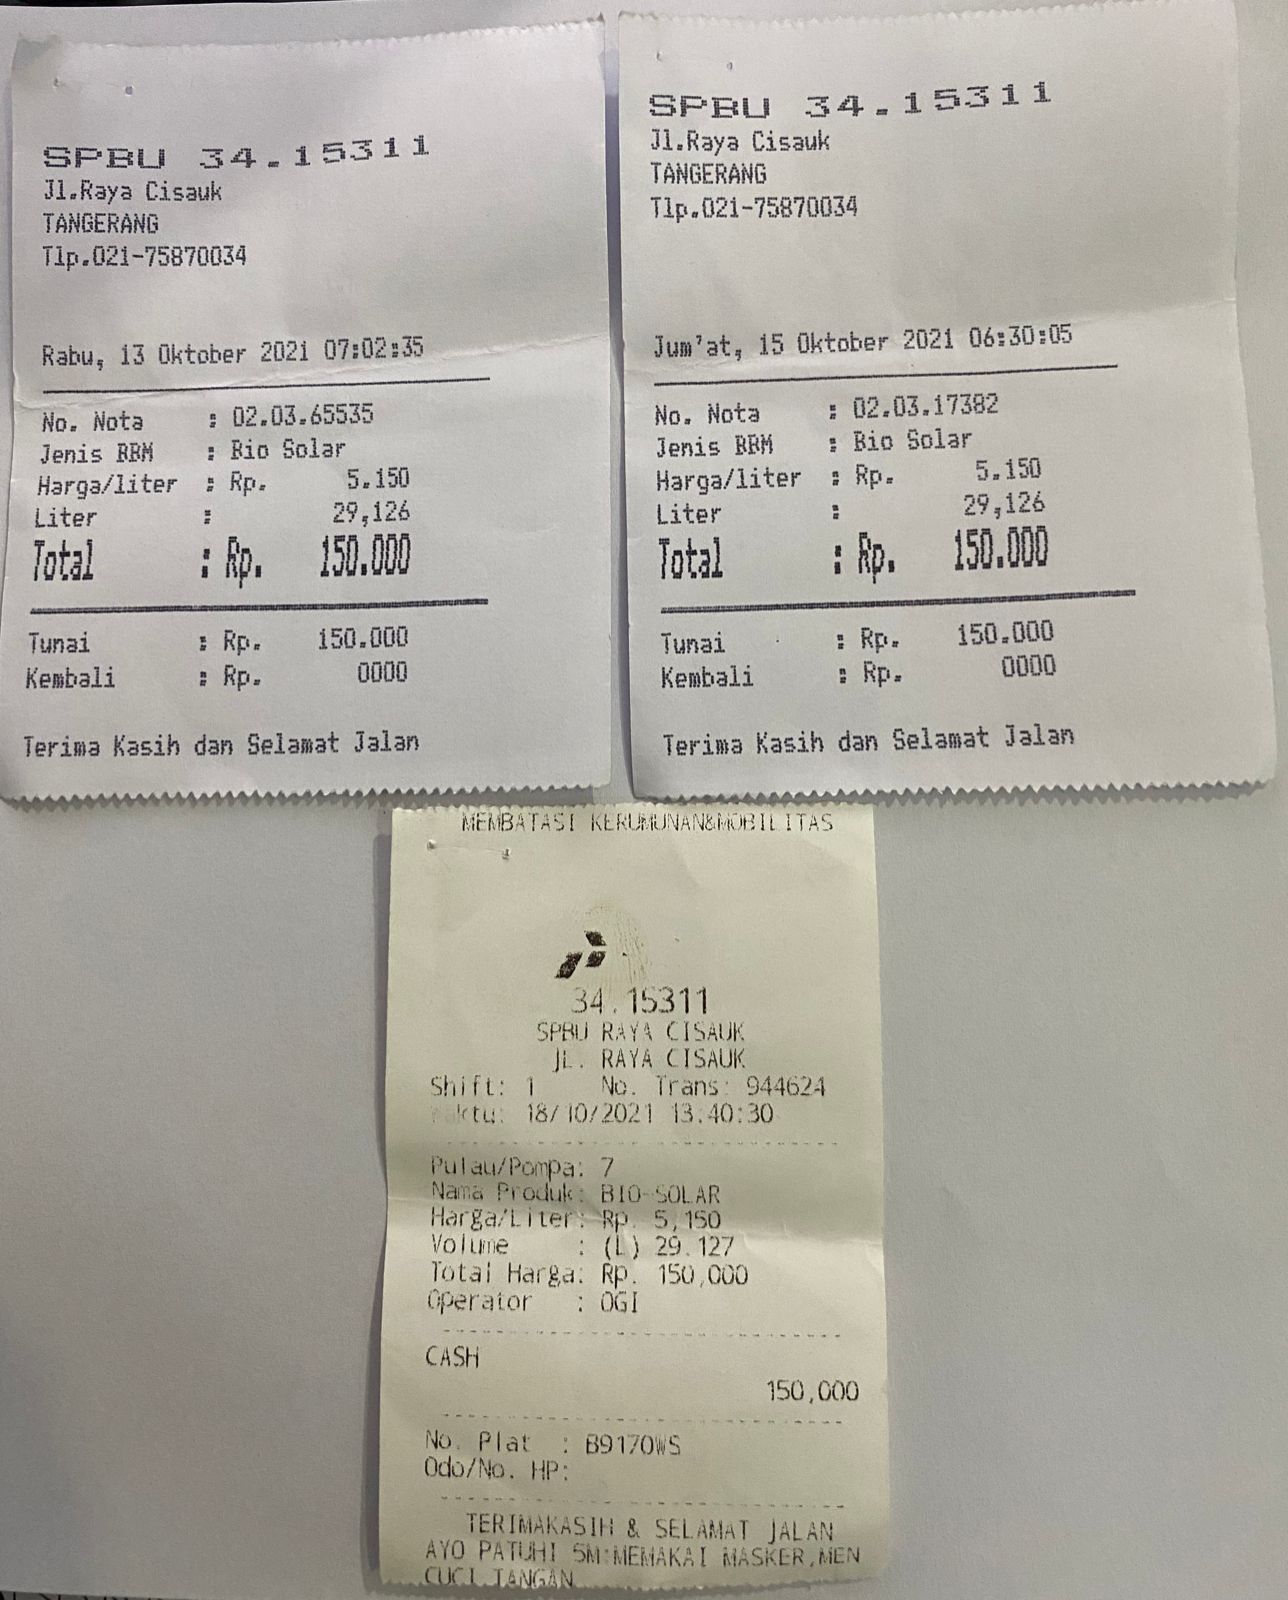 SPBU 34.15311
Jl.Raya Cisauk
TANGERANG
Tlp.021-75870034
Rabu, 13 Oktober 2021 07:02:35
No. Nota : 02.03.65535
Jenis BBM : Bio Solar
Harga/liter : Rp. 5.150
Liter : 29,126
Total : Rp. 150.000
Tunai : Rp. 150.000
Kembali : Rp. 0000
Terima Kasih dan Selamat Jalan
SPBU 34.15311
Jl.Raya Cisauk
TANGERANG
Tlp.021-75870034
Jum'at, 15 Oktober 2021 06:30:05
No. Nota : 02.03.17382
Jenis BBM : Bio Solar
Harga/liter : Rp. 5.150
Liter : 29,126
Total : Rp. 150.000
Tunai : Rp. 150.000
Kembali : Rp. 0000
Terima Kasih dan Selamat Jalan
MEMBATASI KERUMUNAN&MOBILITAS
34.15311
SPBU RAYA CISAUK
JL. RAYA CISAUK
Shift: 1 No. Trans: 944624
Waktu: 18/10/2021 13:40:30
Pulau/Pompa: 7
Nama Produk: BIO-SOLAR
Harga/Liter: Rp. 5,150
Volume : (L) 29.127
Total Harga: Rp. 150,000
Operator : OGI
CASH
150,000
No. Plat : B9170WS
Odo/No. HP:
TERIMAKASIH & SELAMAT JALAN
AYO PATUHI 5M:MEMAKAI MASKER,MEN
CUCI TANGAN